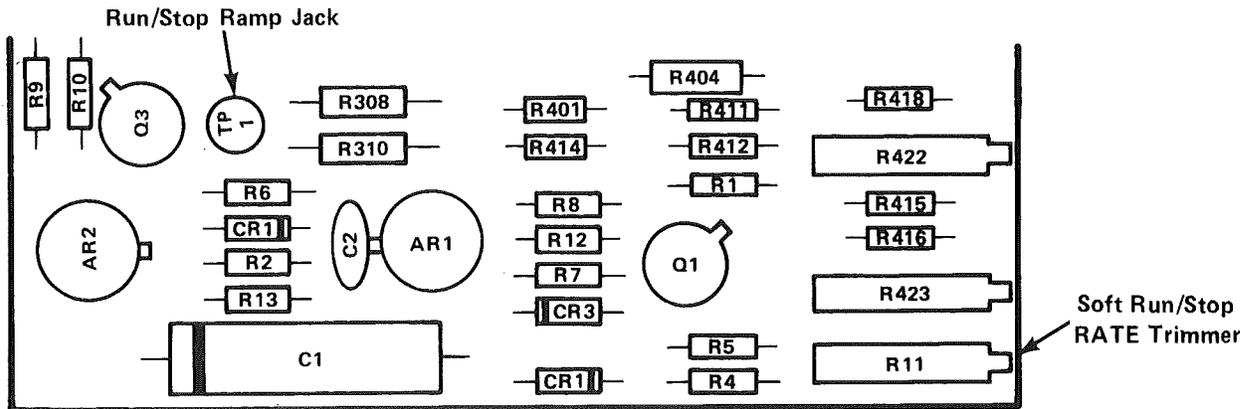 Run/Stop Ramp Jack
R9
R10
Q3
TP
1
R308
R310
R401
R414
R404
R411
R412
R1
R418
R422
R415
R416
R423
R11
AR2
R6
CR1
R2
R13
C2
AR1
R8
R12
R7
CR3
Q1
C1
CR1
R5
R4
Soft Run/Stop
RATE Trimmer